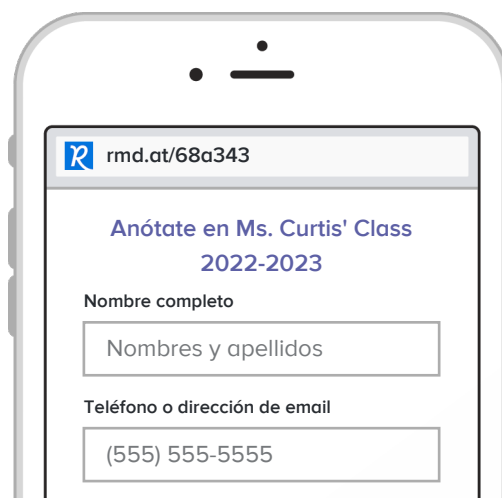 rmd.at/68a343
Anótate en Ms. Curtis' Class
2022-2023
Nombre completo
Nombres y apellidos
Teléfono o dirección de email
(555) 555-5555